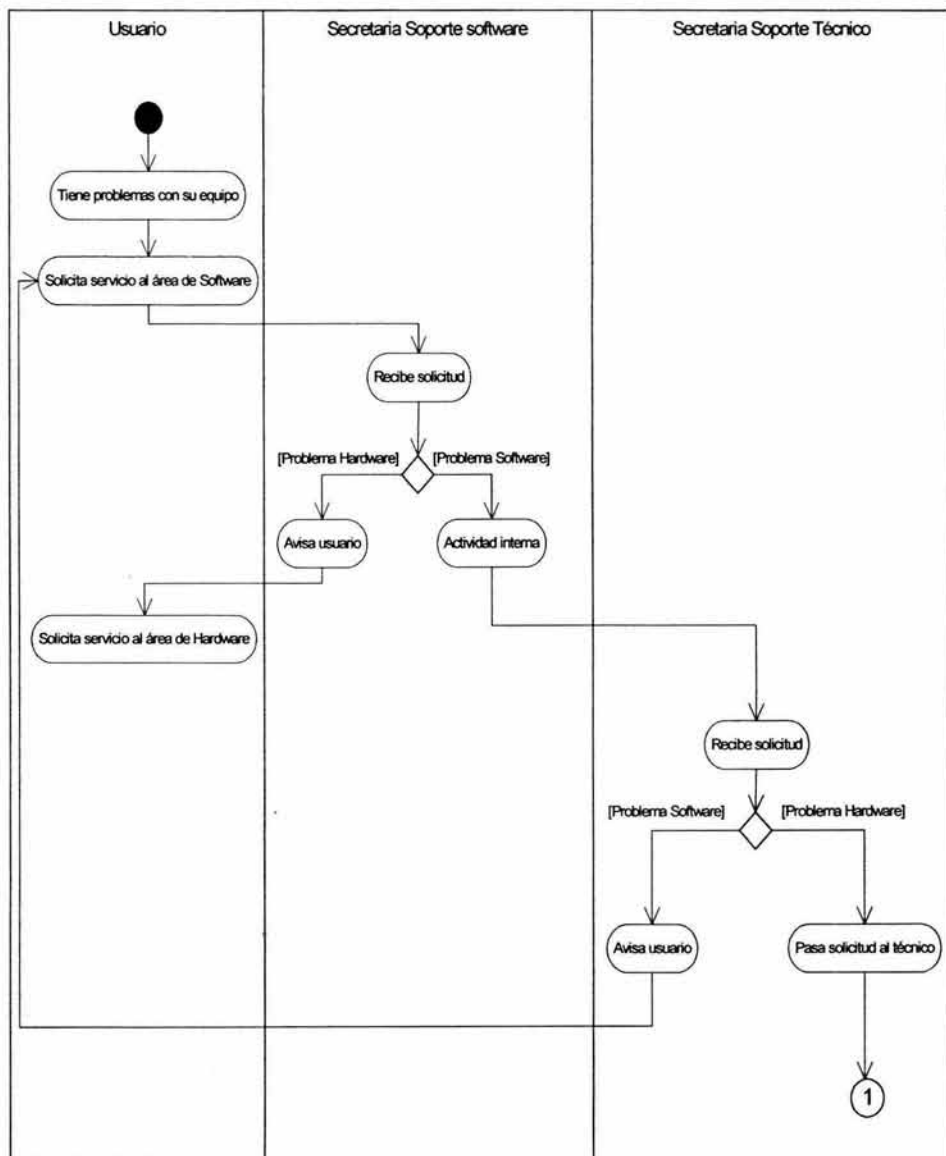 Usuario
Secretaria Soporte software
Secretaria Soporte Técnico
Tiene problemas con su equipo
Solicita servicio al área de Software
Recibe solicitud
[Problema Hardware]
[Problema Software]
Avisa usuario
Actividad interna
Solicita servicio al área de Hardware
Recibe solicitud
[Problema Software]
[Problema Hardware]
Avisa usuario
Pasa solicitud al técnico
1